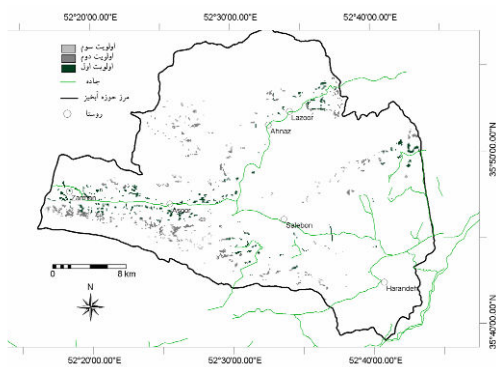 52°20'00.00"E 52°30'00.00"E 52°40'00.00"E
اولویت سوم
اولویت دوم
اولویت اول
جاده
مرز حوزه آبخیز
روستا
Lazoor
Ahnaz
35°50'00.00"E
Zarmon
Selebon
0 8 km
N
Harandeh
35°40'00.00"E
52°20'00.00"E 52°30'00.00"E 52°40'00.00"E